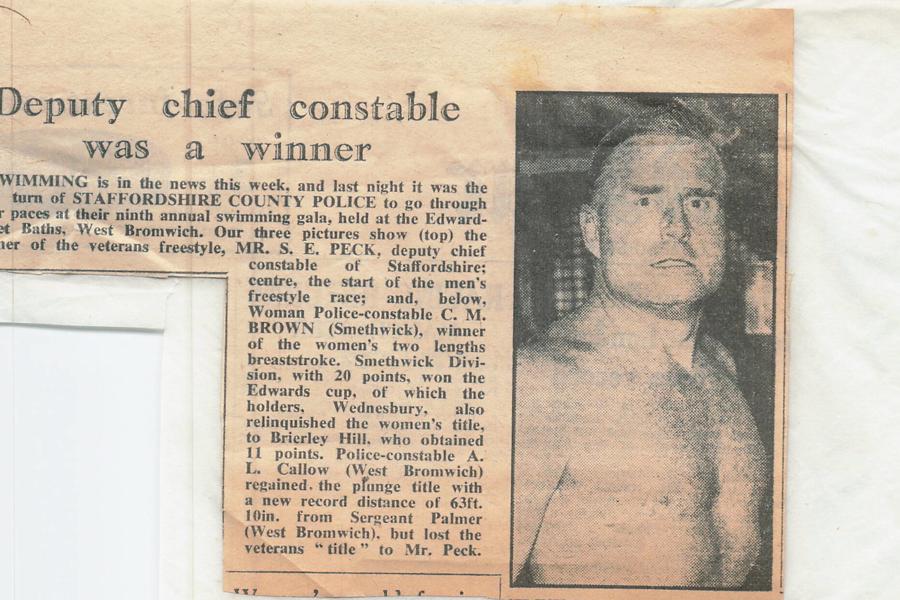 Deputy chief constable
was a winner
WIMMING is in the news this week, and last night it was the
turn of STAFFORDSHIRE COUNTY POLICE to go through
r paces at their ninth annual swimming gala, held at the Edward-
et Baths, West Bromwich. Our three pictures show (top) the
ner of the veterans freestyle, MR. S. E. PECK, deputy chief
constable of Staffordshire;
centre, the start of the men's
freestyle race; and, below,
Woman Police-constable C. M.
BROWN (Smethwick), winner
of the women's two lengths
breaststroke. Smethwick Divi-
sion, with 20 points, won the
Edwards cup, of which the
holders, Wednesbury, also
relinquished the women's title,
to Brierley Hill, who obtained
11 points. Police-constable A.
L. Callow (West Bromwich)
regained the plunge title with
a new record distance of 63ft.
10in. from Sergeant Palmer
(West Bromwich), but lost the
veterans "title" to Mr. Peck.